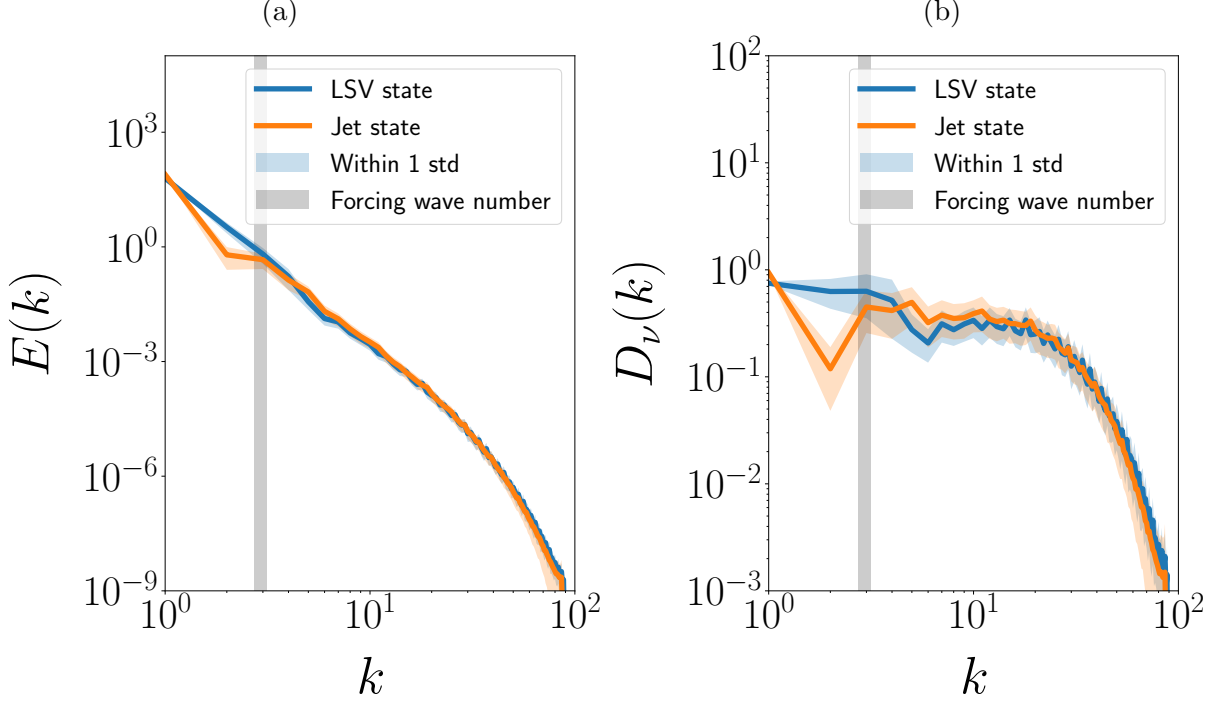 (a)
LSV state
Jet state
Within 1 std
Forcing wave number
10^3
10^0
10^{-3}
10^{-6}
10^{-9}
E(k)
10^0
10^1
10^2
k
(b)
LSV state
Jet state
Within 1 std
Forcing wave number
10^2
10^1
10^0
10^{-1}
10^{-2}
10^{-3}
D_ν(k)
10^0
10^1
10^2
k